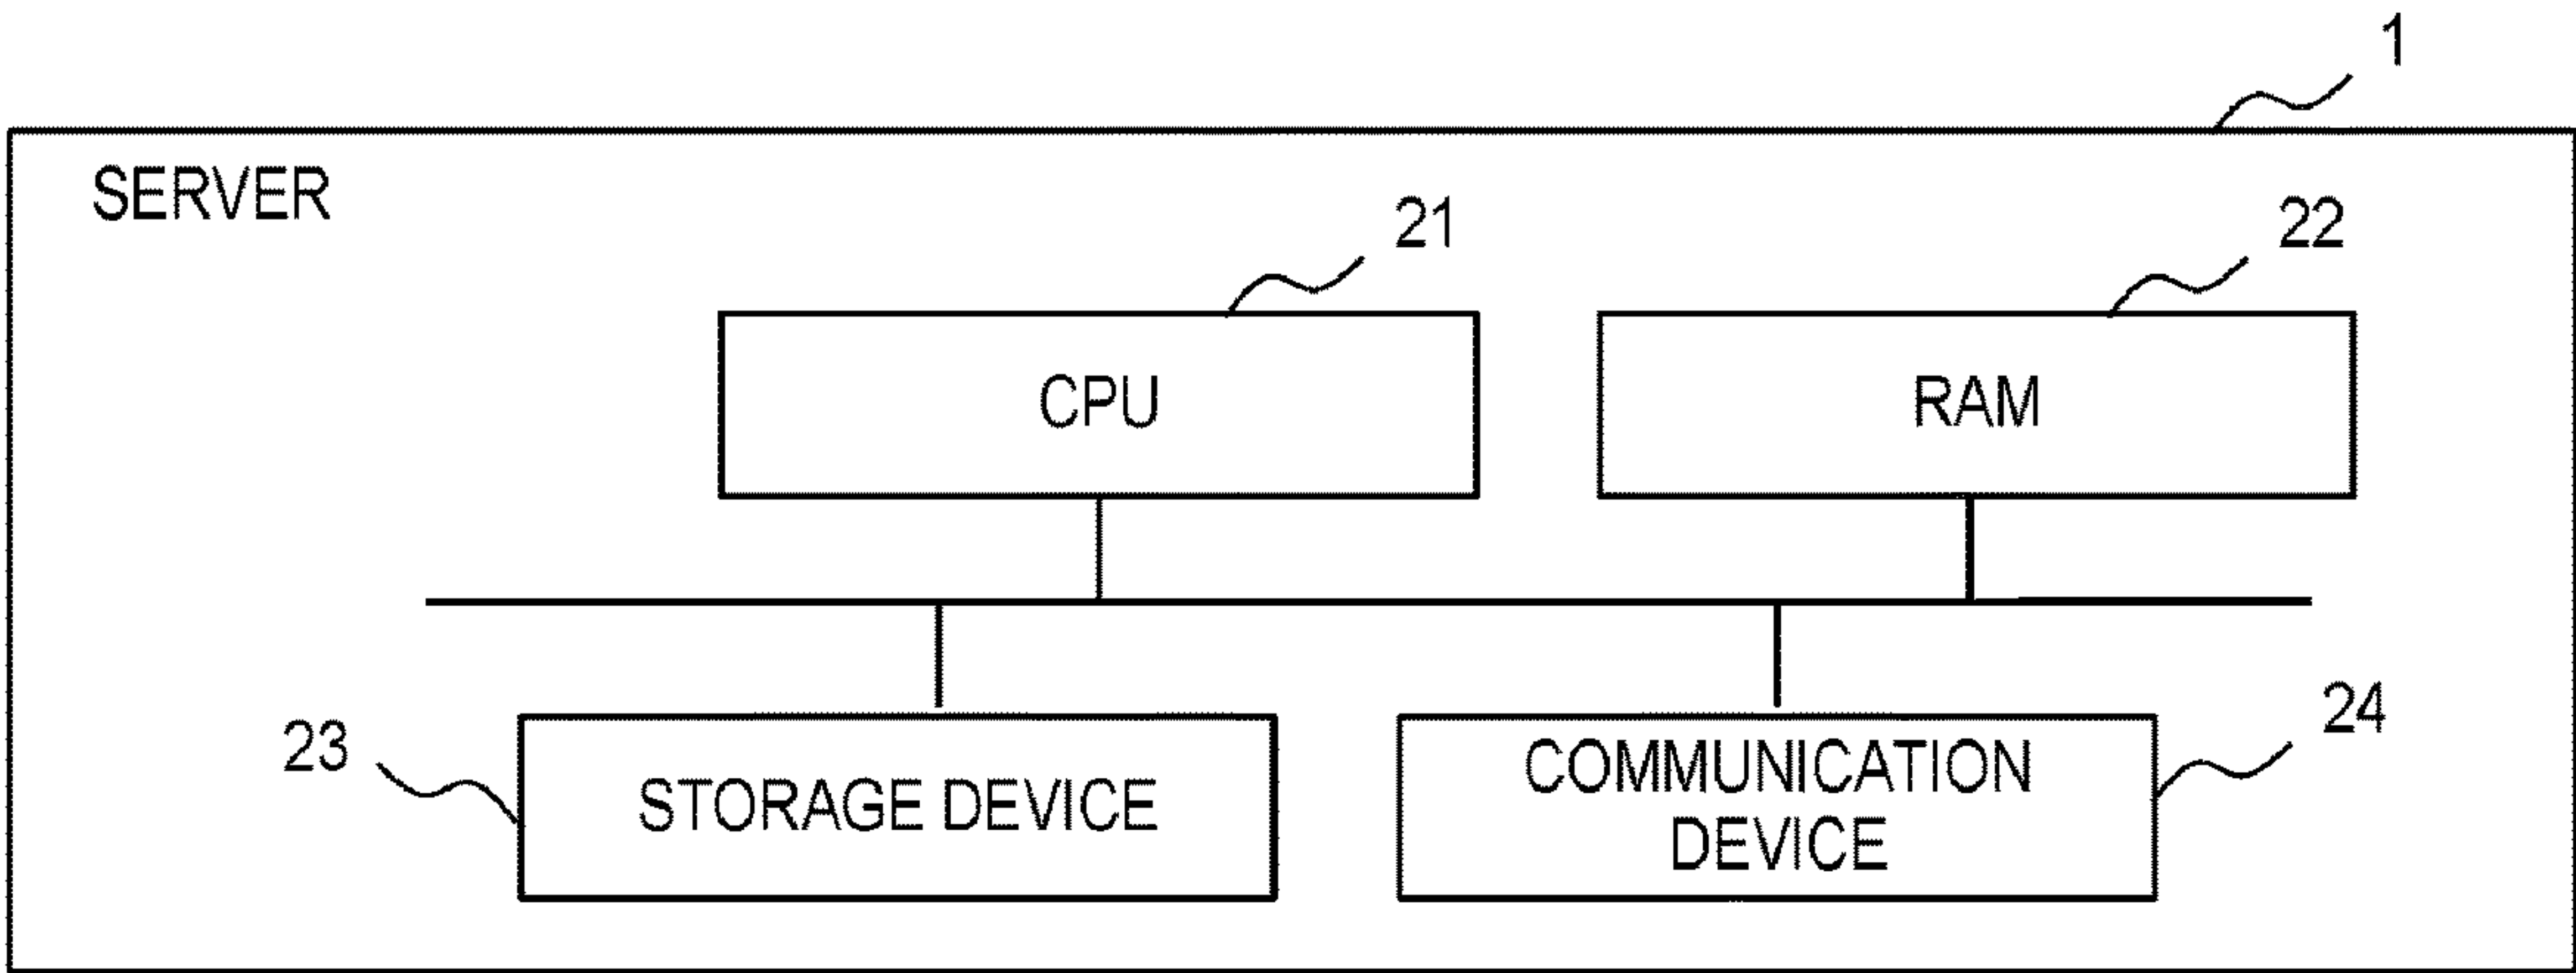 1
SERVER
21
22
CPU
RAM
23
24
STORAGE DEVICE
COMMUNICATION
DEVICE